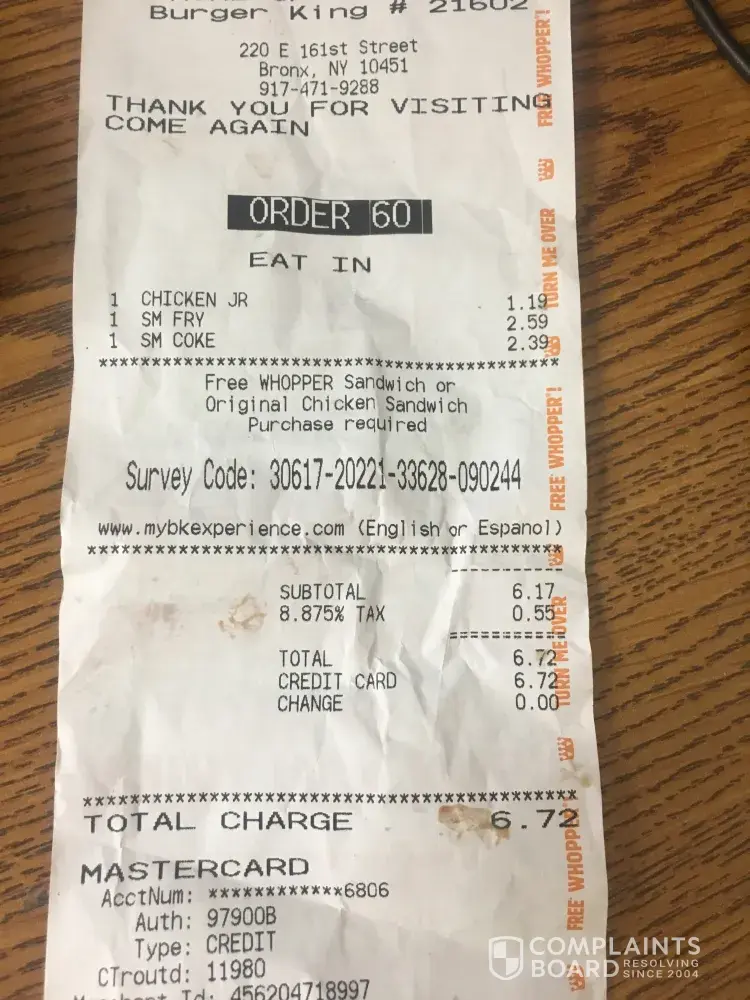 Burger King # 21602
220 E 161st Street
Bronx, NY 10451
917-471-9288
THANK YOU FOR VISITING
COME AGAIN
ORDER 60
EAT IN
1 CHICKEN JR 1.19
1 SM FRY 2.59
1 SM COKE 2.39
****************************************
Free WHOPPER Sandwich or
Original Chicken Sandwich
Purchase required
Survey Code: 30617-20221-33628-090244
www.mybkexperience.com (English or Espanol)
****************************************
------------
SUBTOTAL 6.17
8.875% TAX 0.55
============
TOTAL 6.72
CREDIT CARD 6.72
CHANGE 0.00
****************************************
TOTAL CHARGE 6.72
MASTERCARD
AcctNum: ************6806
Auth: 97900B
Type: CREDIT
CTroutd: 11980
Merchant Id: 456204718997
FREE WHOPPER!
TURN ME OVER
FREE WHOPPER!
TURN ME OVER
FREE WHOPPER!
COMPLAINTS
BOARD RESOLVING
SINCE 2004